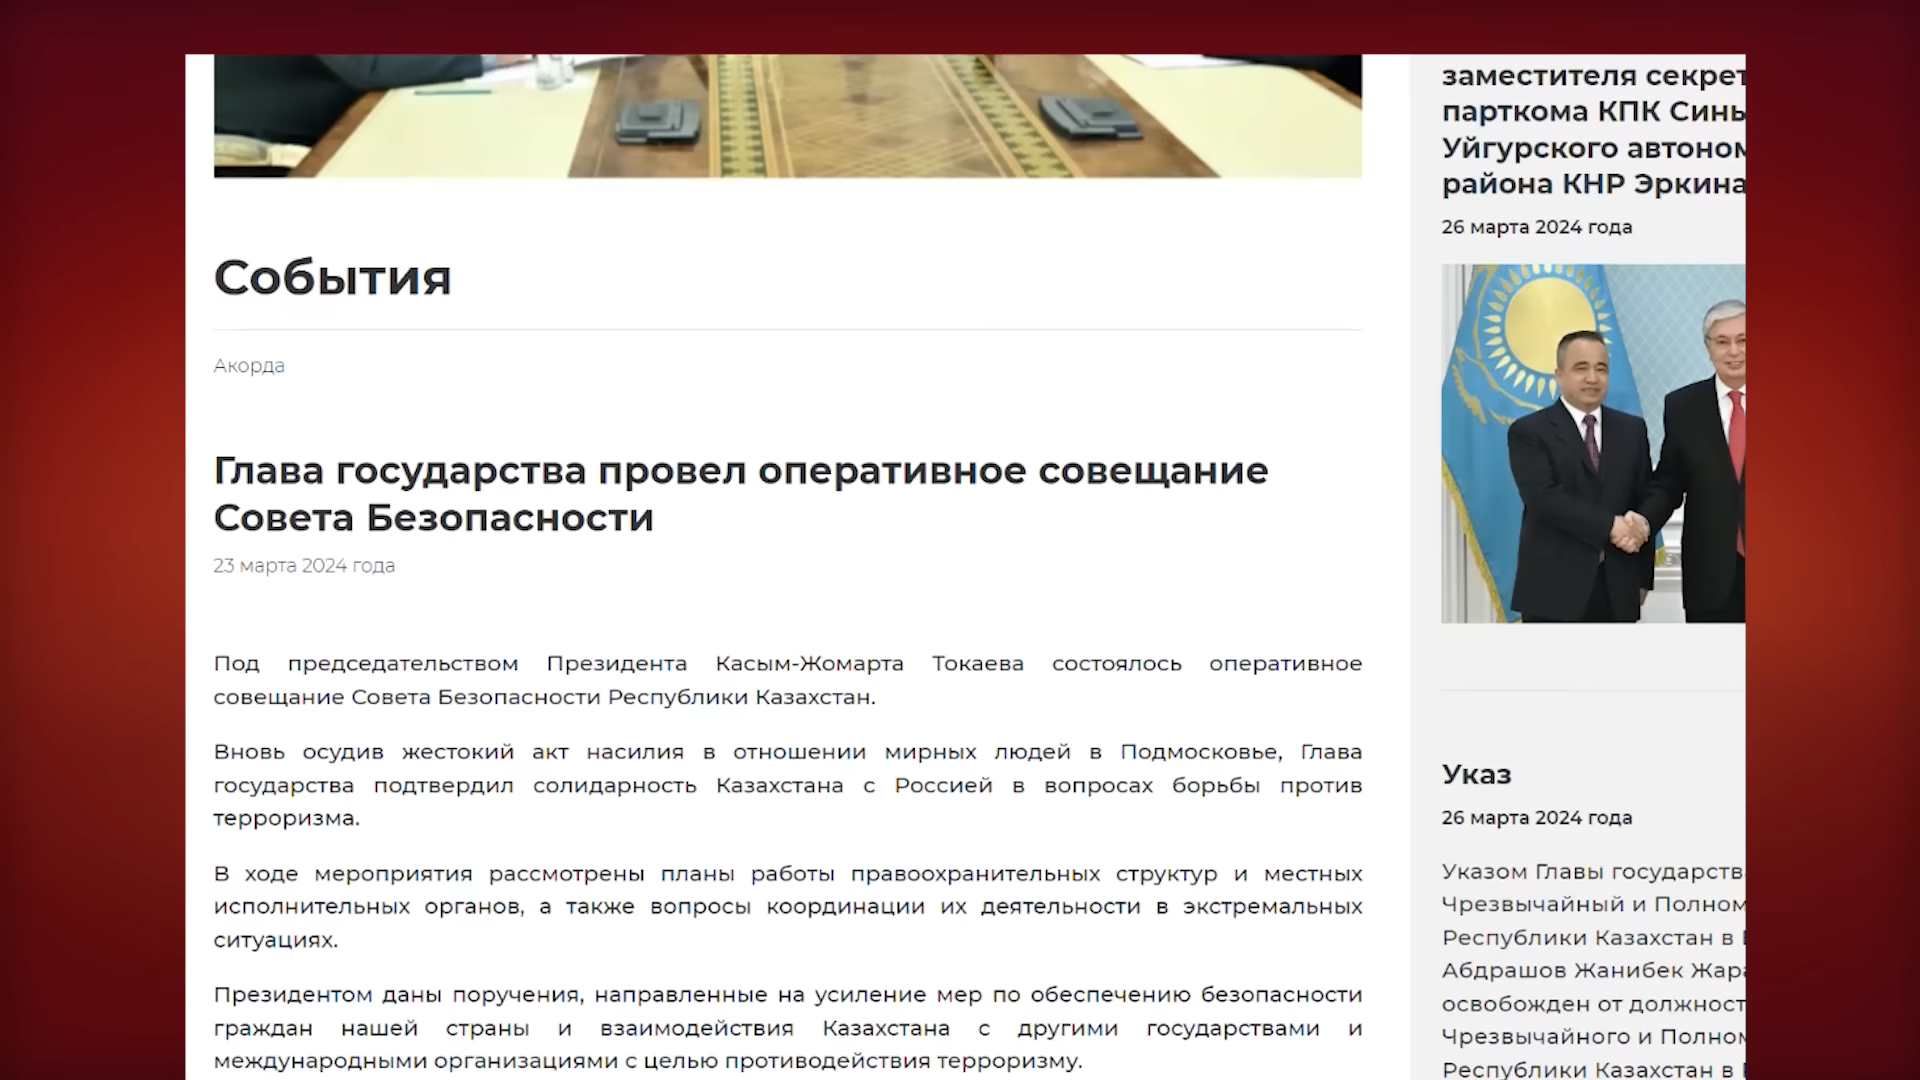 События
Акорда
Глава государства провел оперативное совещание
Совета Безопасности
23 марта 2024 года
Под председательством Президента Касым-Жомарта Токаева состоялось оперативное
совещание Совета Безопасности Республики Казахстан.
Вновь осудив жестокий акт насилия в отношении мирных людей в Подмосковье, Глава
государства подтвердил солидарность Казахстана с Россией в вопросах борьбы против
терроризма.
В ходе мероприятия рассмотрены планы работы правоохранительных структур и местных
исполнительных органов, а также вопросы координации их деятельности в экстремальных
ситуациях.
Президентом даны поручения, направленные на усиление мер по обеспечению безопасности
граждан нашей страны и взаимодействия Казахстана с другими государствами и
международными организациями с целью противодействия терроризму.
заместителя секрет
парткома КПК Синь
Уйгурского автоном
района КНР Эркина
26 марта 2024 года
Указ
26 марта 2024 года
Указом Главы государств
Чрезвычайный и Полном
Республики Казахстан в
Абдрашов Жанибек Жара
освобожден от должност
Чрезвычайного и Полном
Республики Казахстан в